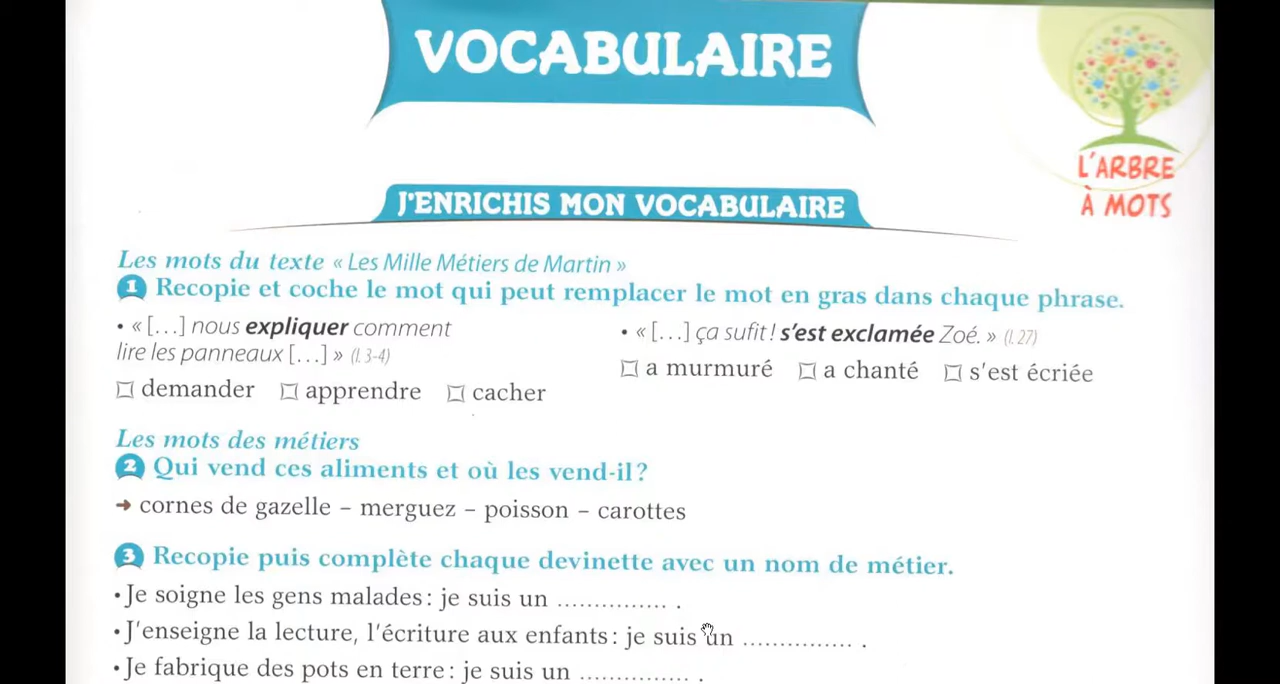 VOCABULAIRE
L'ARBRE
À MOTS
J'ENRICHIS MON VOCABULAIRE
Les mots du texte « Les Mille Métiers de Martin »
1 Recopie et coche le mot qui peut remplacer le mot en gras dans chaque phrase.
• « [...] nous expliquer comment
lire les panneaux [...] » (l. 3-4)
☐ demander ☐ apprendre ☐ cacher
• « [...] ça sufit ! s'est exclamée Zoé. » (l. 27)
☐ a murmuré ☐ a chanté ☐ s'est écriée
Les mots des métiers
2 Qui vend ces aliments et où les vend-il ?
➜ cornes de gazelle – merguez – poisson – carottes
3 Recopie puis complète chaque devinette avec un nom de métier.
• Je soigne les gens malades : je suis un ............... .
• J'enseigne la lecture, l'écriture aux enfants : je suis un ............... .
• Je fabrique des pots en terre : je suis un ............... .